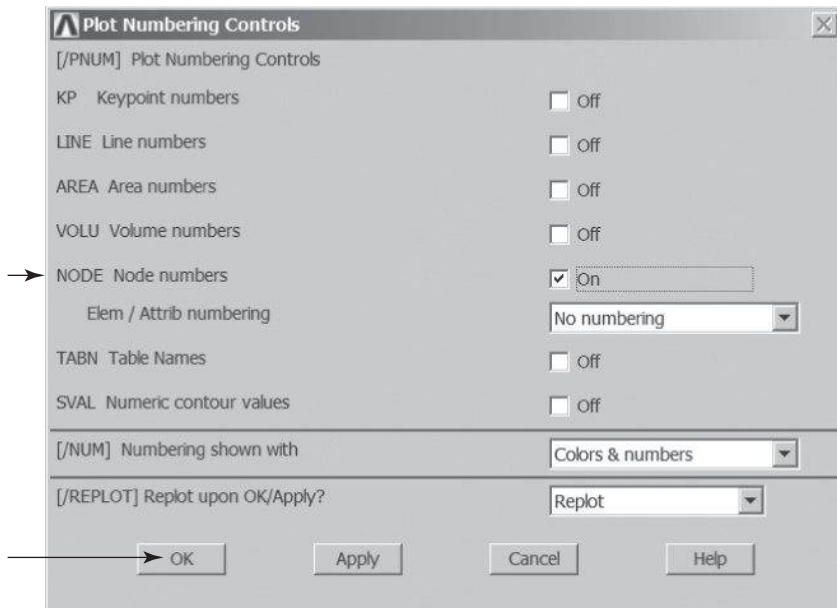 Plot Numbering Controls
[/PNUM] Plot Numbering Controls
KP Keypoint numbers Off
LINE Line numbers Off
AREA Area numbers Off
VOLU Volume numbers Off
NODE Node numbers On
Elem / Attrib numbering No numbering
TABN Table Names Off
SVAL Numeric contour values Off
[/NUM] Numbering shown with Colors & numbers
[/REPLOT] Replot upon OK/Apply? Replot
OK Apply Cancel Help